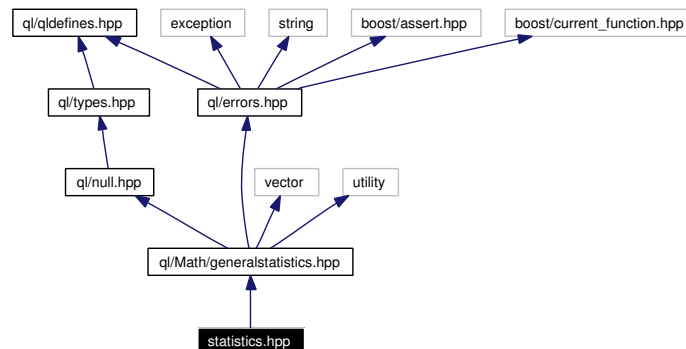 ql/qldefines.hpp
exception
string
boost/assert.hpp
boost/current_function.hpp
ql/types.hpp
ql/errors.hpp
ql/null.hpp
vector
utility
ql/Math/generalstatistics.hpp
statistics.hpp